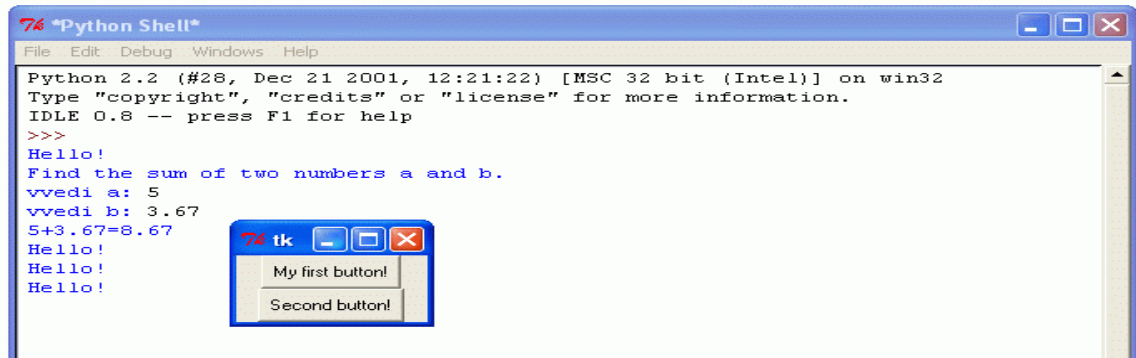 *Python Shell*
File Edit Debug Windows Help
Python 2.2 (#28, Dec 21 2001, 12:21:22) [MSC 32 bit (Intel)] on win32
Type "copyright", "credits" or "license" for more information.
IDLE 0.8 -- press F1 for help
>>>
Hello!
Find the sum of two numbers a and b.
vvedi a: 5
vvedi b: 3.67
5+3.67=8.67
Hello!
Hello!
Hello!
tk
My first button!
Second button!